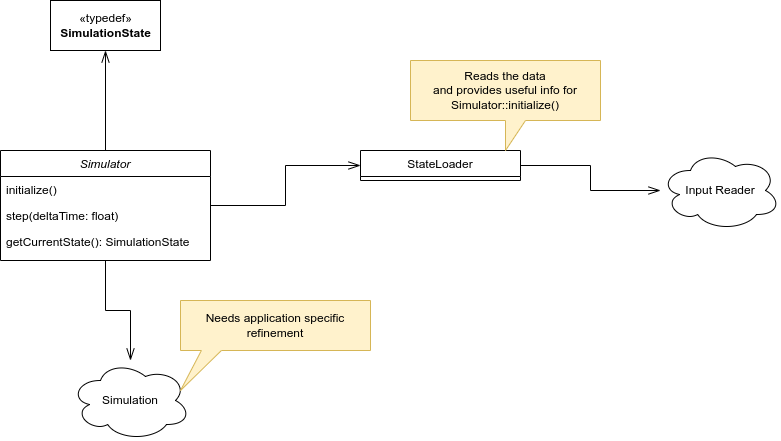 «typedef»
SimulationState
Reads the data
and provides useful info for
Simulator::initialize()
Simulator
StateLoader
initialize()
step(deltaTime: float)
getCurrentState(): SimulationState
Input Reader
Needs application specific
refinement
Simulation